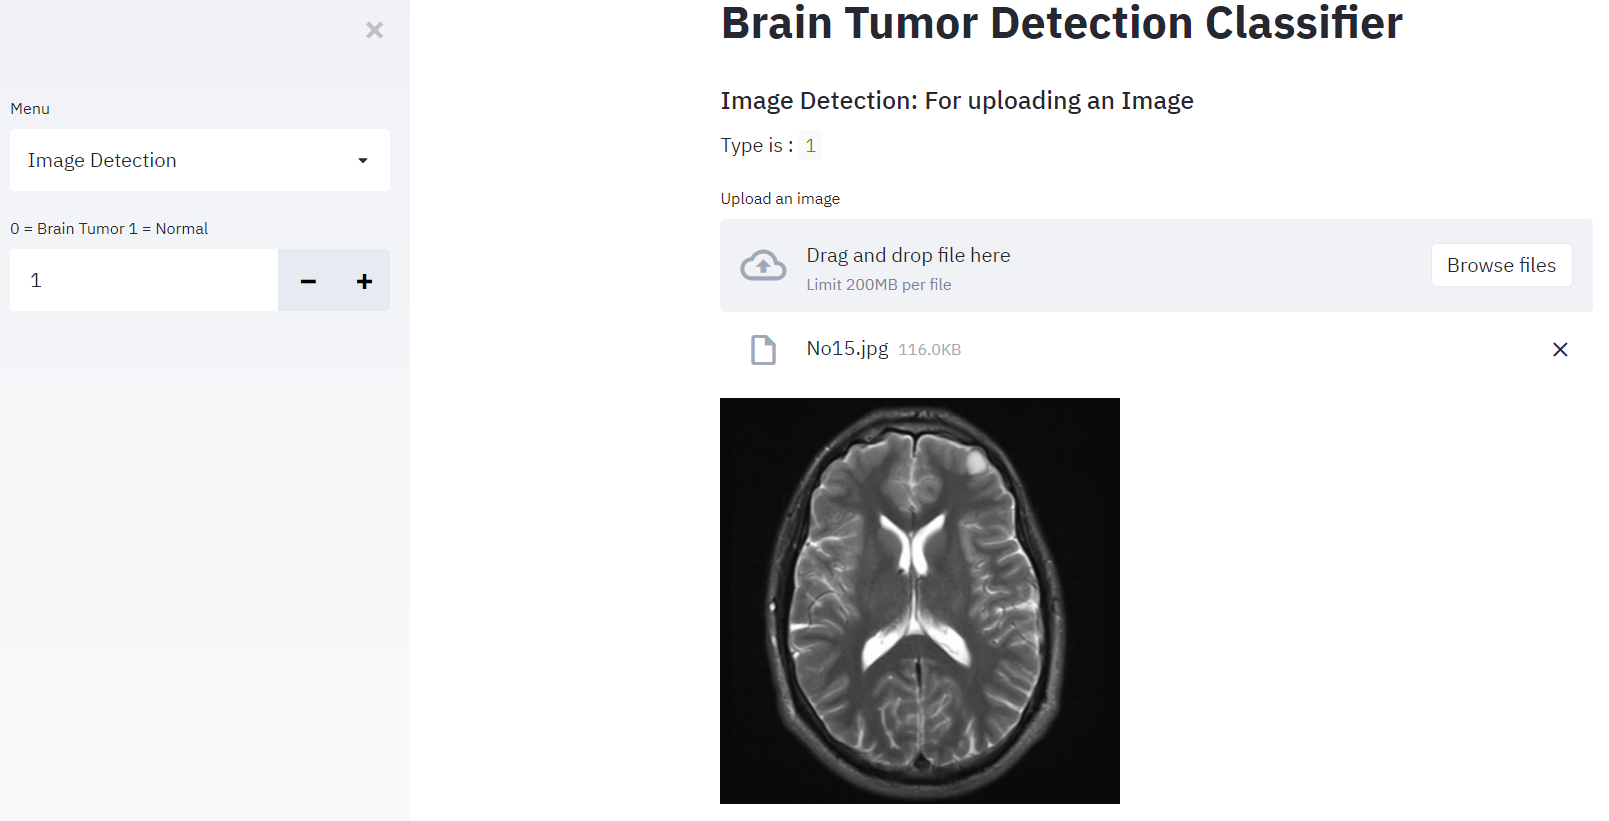 Menu
Image Detection
0 = Brain Tumor 1 = Normal
1
Brain Tumor Detection Classifier
Image Detection: For uploading an Image
Type is : 1
Upload an image
Drag and drop file here
Limit 200MB per file
Browse files
No15.jpg 116.0KB